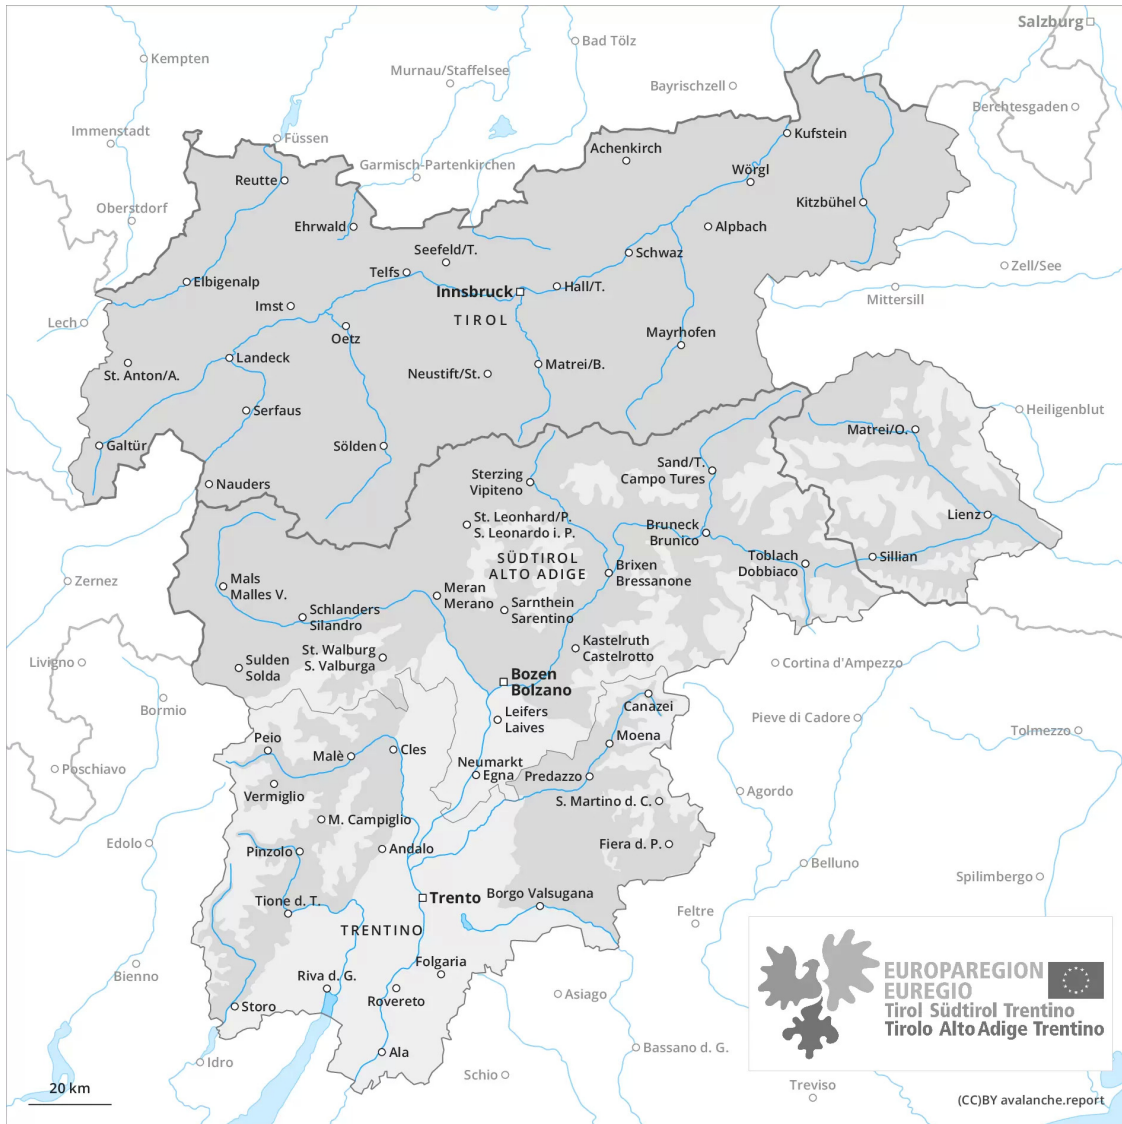 Salzburg
Bad Tölz
Kempten
Murnau/Staffelsee
Bayrischzell
Berchtesgaden
Immenstadt
Füssen
Kufstein
Achenkirch
Garmisch-Partenkirchen
Wörgl
Reutte
Kitzbühel
Oberstdorf
Ehrwald
Alpbach
Seefeld/T.
Schwaz
Telfs
Zell/See
Elbigenalp
Innsbruck
Hall/T.
Mittersill
Imst
TIROL
Lech
Oetz
Mayrhofen
Landeck
Matrei/B.
St. Anton/A.
Neustift/St.
Serfaus
Heiligenblut
Matrei/O.
Galtür
Sölden
Sand/T.
Campo Tures
Sterzing
Vipiteno
Nauders
St. Leonhard/P.
S. Leonardo i. P.
Lienz
Bruneck
Brunico
SÜDTIROL
ALTO ADIGE
Toblach
Dobbiaco
Sillian
Brixen
Bressanone
Zernez
Mals
Malles V.
Meran
Merano
Sarnthein
Sarentino
Schlanders
Silandro
Kastelruth
Castelrotto
St. Walburg
S. Valburga
Livigno
Sulden
Solda
Cortina d'Ampezzo
Bozen
Bolzano
Bormio
Canazei
Leifers
Laives
Pieve di Cadore
Tolmezzo
Peio
Moena
Malè
Cles
Poschiavo
Neumarkt
Egna
Predazzo
Vermiglio
Agordo
S. Martino d. C.
M. Campiglio
Edolo
Pinzolo
Andalo
Fiera d. P.
Belluno
Spilimbergo
Tione d. T.
Trento
Borgo Valsugana
Feltre
TRENTINO
Folgaria
Bienno
Riva d. G.
Rovereto
Asiago
Storo
EUROPAREGION
EUREGIO
Tirol Südtirol Trentino
Tirolo Alto Adige Trentino
Ala
Idro
Bassano d. G.
Schio
Treviso
20 km
(CC)BY avalanche.report